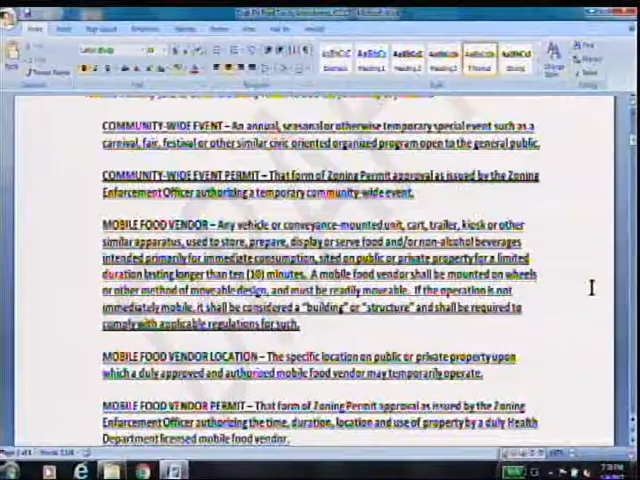 COMMUNITY-WIDE EVENT – An annual, seasonal or otherwise temporary special event such as a
carnival, fair, festival or other similar civic oriented organized program open to the general public.
COMMUNITY-WIDE EVENT PERMIT – That form of Zoning Permit approval as issued by the Zoning
Enforcement Officer authorizing a temporary community-wide event.
MOBILE FOOD VENDOR – Any vehicle or conveyance-mounted unit, cart, trailer, kiosk or other
similar apparatus, used to store, prepare, display or serve food and/or non-alcohol beverages
intended primarily for immediate consumption, sited on public or private property for a limited
duration lasting longer than ten (10) minutes. A mobile food vendor shall be mounted on wheels
or other method of moveable design, and must be readily moveable. If the operation is not
immediately mobile, it shall be considered a "building" or "structure" and shall be required to
comply with applicable regulations for such.
MOBILE FOOD VENDOR LOCATION – The specific location on public or private property upon
which a duly approved and authorized mobile food vendor may temporarily operate.
MOBILE FOOD VENDOR PERMIT – That form of Zoning Permit approval as issued by the Zoning
Enforcement Officer authorizing the time, duration, location and use of property by a duly Health
Department licensed mobile food vendor.